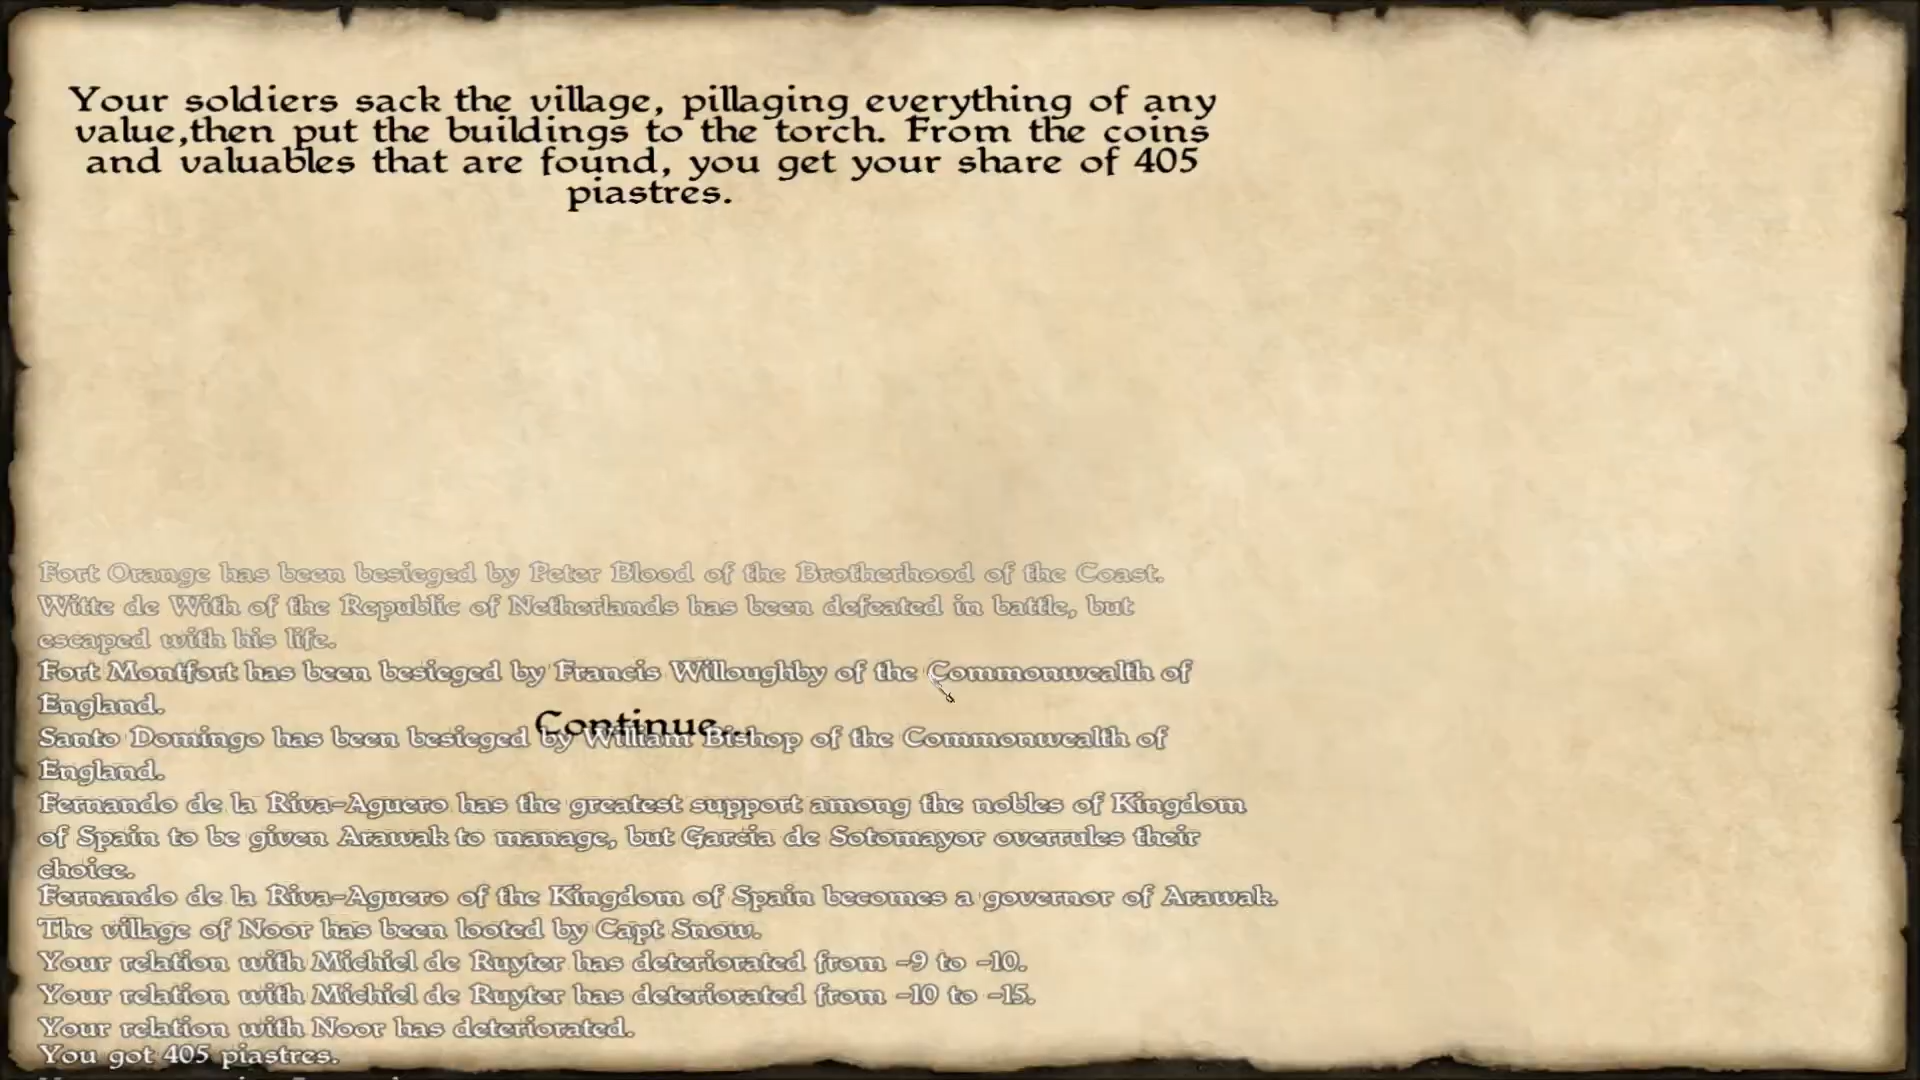 Your soldiers sack the village, pillaging everything of any
value,then put the buildings to the torch. From the coins
and valuables that are found, you get your share of 405
piastres.
Fort Orange has been besieged by Peter Blood of the Brotherhood of the Coast.
Witte de With of the Republic of Netherlands has been defeated in battle, but
escaped with his life.
Fort Montfort has been besieged by Francis Willoughby of the Commonwealth of
England.
Continue...
Santo Domingo has been besieged by William Bishop of the Commonwealth of
England.
Fernando de la Riva-Aguero has the greatest support among the nobles of Kingdom
of Spain to be given Arawak to manage, but Garcia de Sotomayor overrules their
choice.
Fernando de la Riva-Aguero of the Kingdom of Spain becomes a governor of Arawak.
The village of Noor has been looted by Capt Snow.
Your relation with Michiel de Ruyter has deteriorated from -9 to -10.
Your relation with Michiel de Ruyter has deteriorated from -10 to -15.
Your relation with Noor has deteriorated.
You got 405 piastres.